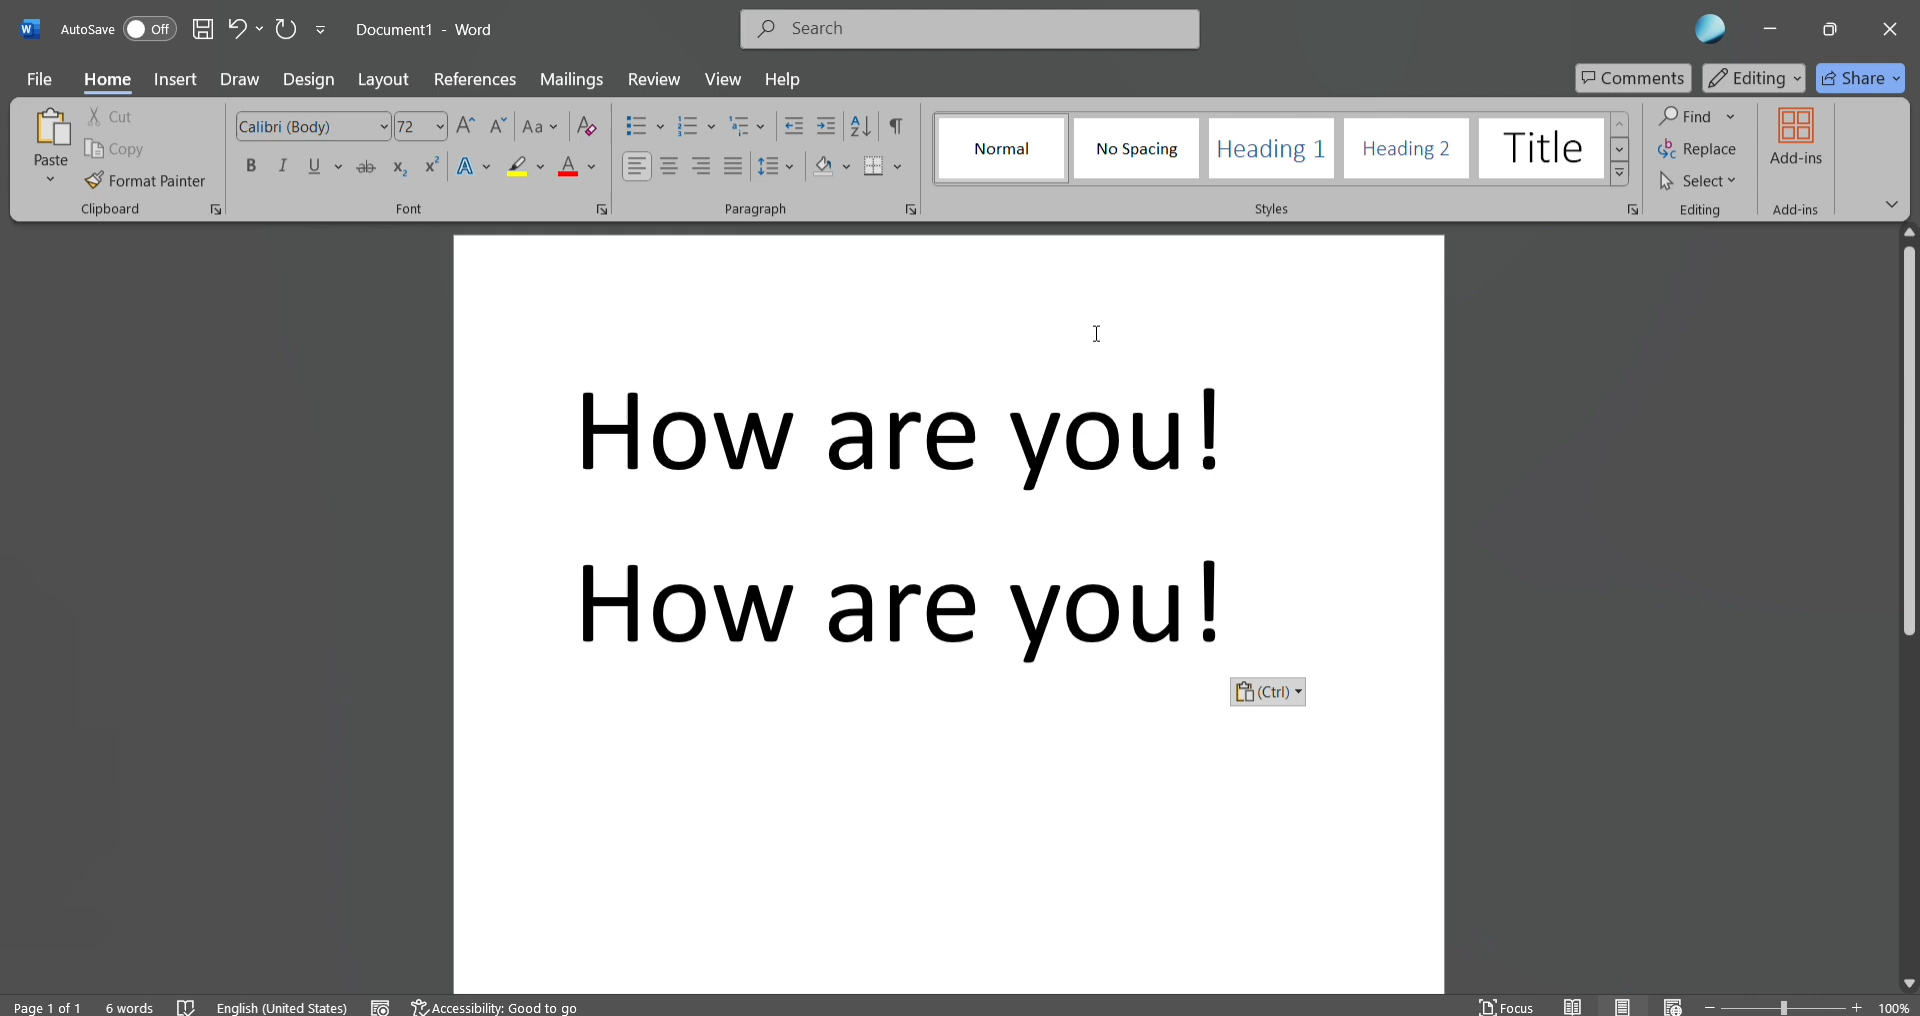 AutoSave Off Document1 - Word Search
File Home Insert Draw Design Layout References Mailings Review View Help Comments Editing Share
Paste Cut Copy Format Painter Clipboard
Calibri (Body) 72 Aa Font
Paragraph
Normal No Spacing Heading 1 Heading 2 Title Styles
Find Replace Select Editing
Add-ins Add-ins
How are you!
How are you!
(Ctrl)
Page 1 of 1 6 words English (United States) Accessibility: Good to go Focus 100%